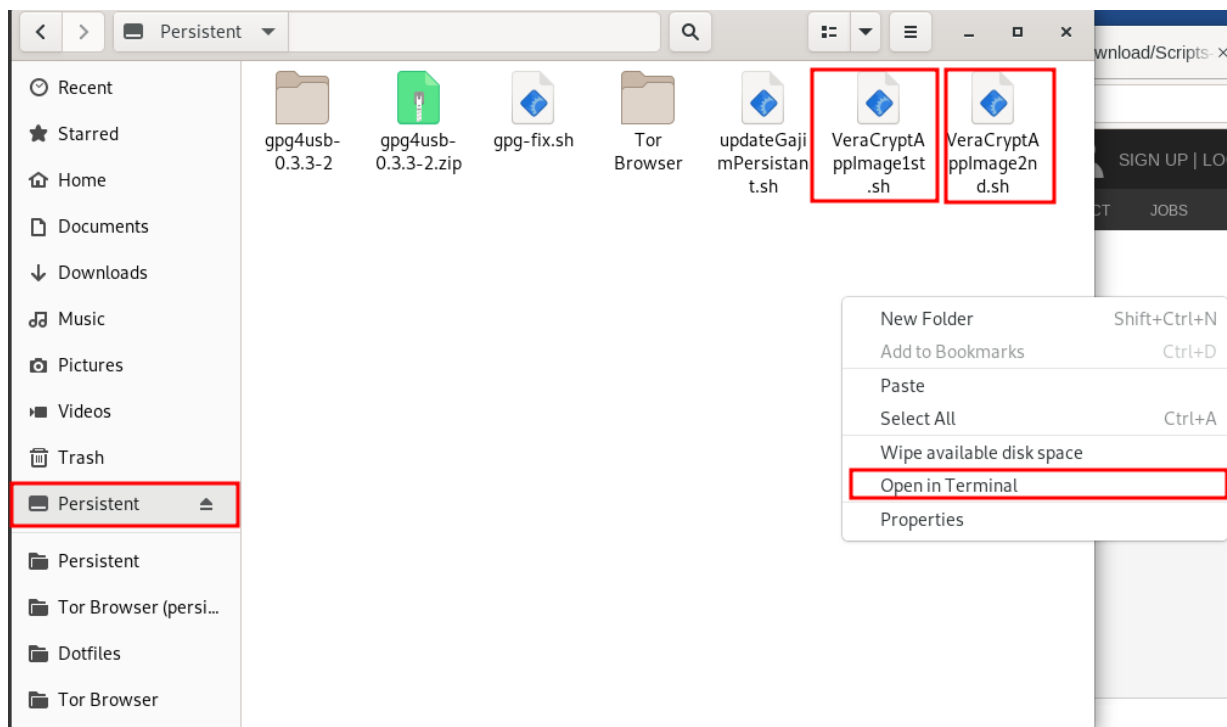 Persistent
wnload/Scripts-
Recent
Starred
Home
Documents
Downloads
Music
Pictures
Videos
Trash
Persistent
Persistent
Tor Browser (persi...
Dotfiles
Tor Browser
gpg4usb-
0.3.3-2
gpg4usb-
0.3.3-2.zip
gpg-fix.sh
Tor
Browser
updateGaji
mPersistan
t.sh
VeraCryptA
ppImage1st
.sh
VeraCryptA
ppImage2n
d.sh
SIGN UP | LO
CT JOBS
New Folder Shift+Ctrl+N
Add to Bookmarks Ctrl+D
Paste
Select All Ctrl+A
Wipe available disk space
Open in Terminal
Properties